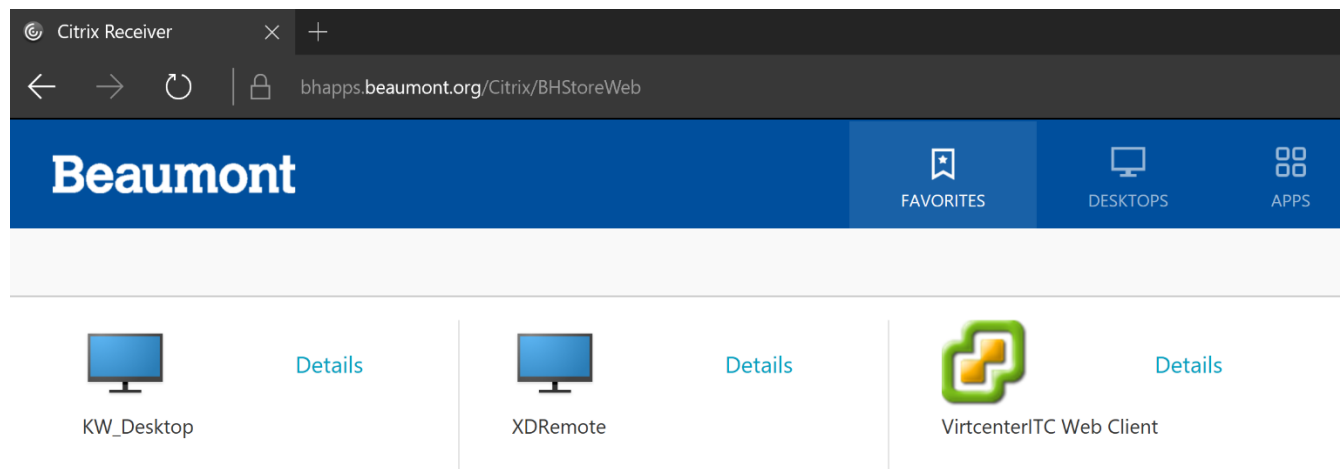 Citrix Receiver
bhapps.beaumont.org/Citrix/BHStoreWeb
Beaumont
FAVORITES
DESKTOPS
APPS
Details
Details
Details
KW_Desktop
XDRemote
VirtcenterITC Web Client